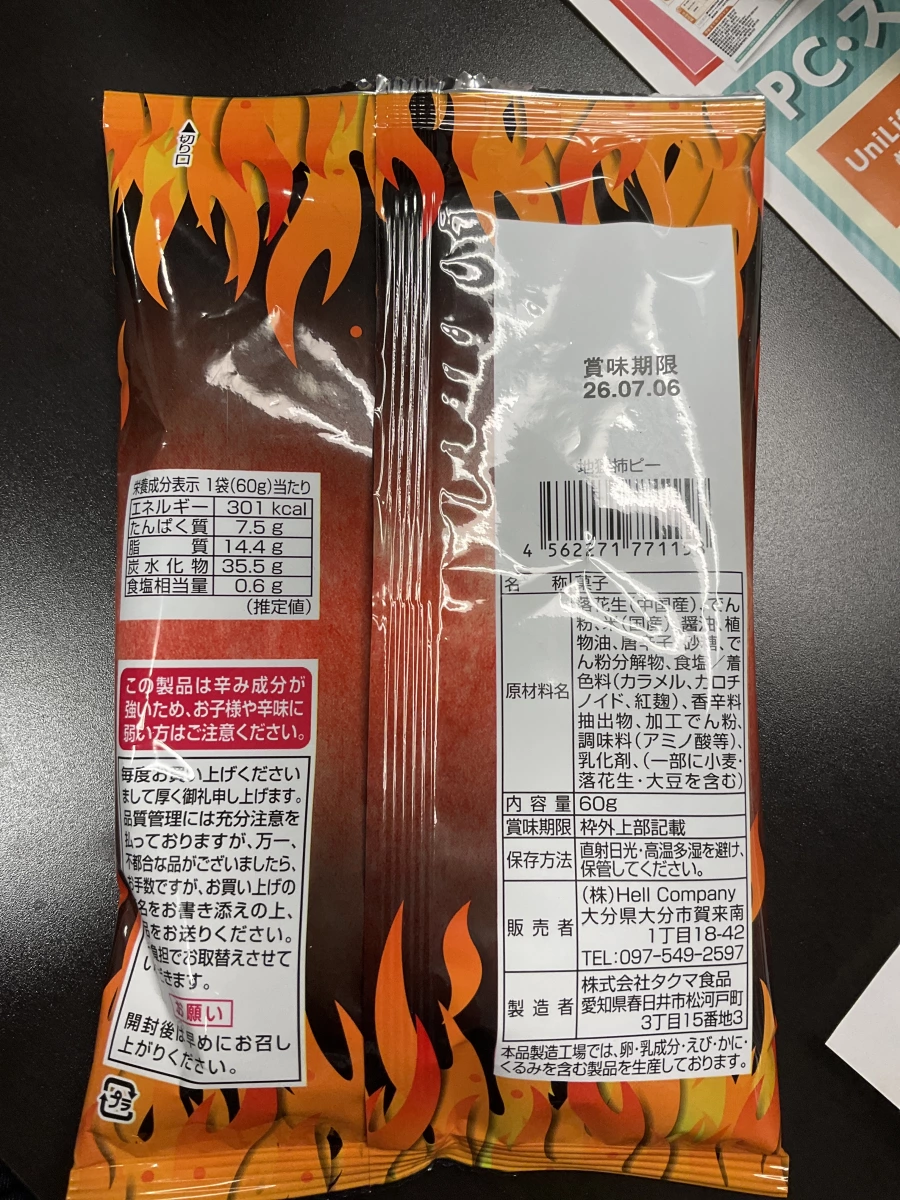 PC・ス
UniLif
切り口
賞味期限
26.07.06
栄養成分表示 1袋(60g)当たり
エネルギー 301 kcal
たんぱく質 7.5 g
脂質 14.4 g
炭水化物 35.5 g
食塩相当量 0.6 g
(推定値)
この製品は辛み成分が
強いため、お子様や辛味に
弱い方はご注意ください。
毎度お買い上げください
まして厚く御礼申し上げます。
品質管理には充分注意を
払っておりますが、万一、
不都合な品がございましたら、
お手数ですが、お買い上げの
名をお書き添えの上、
をお送りください。
負担でお取替えさせて
いただきます。
お願い
開封後は早めにお召し
上がりください。
プラ
地獄柿ピー
4 562271 77115
名称 菓子
原材料名
落花生(中国産)、でん
粉、米(国産)、醤油、植
物油、唐辛子、砂糖、で
ん粉分解物、食塩/着
色料(カラメル、カロチ
ノイド、紅麹)、香辛料
抽出物、加工でん粉、
調味料(アミノ酸等)、
乳化剤、(一部に小麦・
落花生・大豆を含む)
内容量 60g
賞味期限 枠外上部記載
保存方法 直射日光・高温多湿を避け、
保管してください。
販売者
(株)Hell Company
大分県大分市賀来南
1丁目18-42
TEL:097-549-2597
製造者
株式会社タクマ食品
愛知県春日井市松河戸町
3丁目15番地3
本品製造工場では、卵・乳成分・えび・かに・
くるみを含む製品を生産しております。